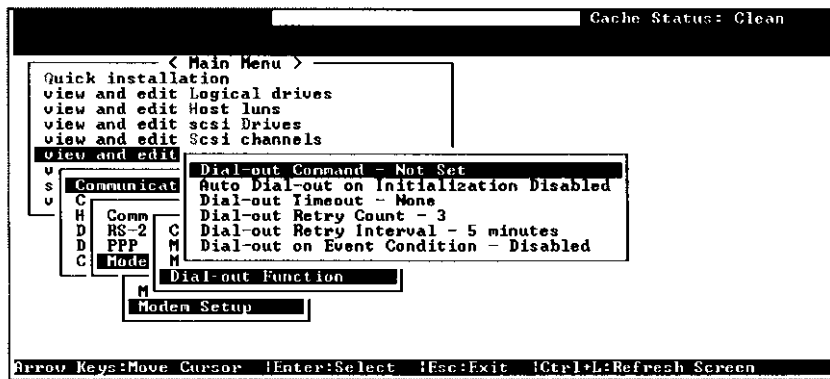 Cache Status: Clean
< Main Menu >
Quick installation
view and edit Logical drives
view and edit Host luns
view and edit scsi Drives
view and edit Scsi channels
view and edit
v
s Communicat
v C
H Comm
D RS-2 C
D PPP M
C Mode M
Dial-out Command - Not Set
Auto Dial-out on Initialization Disabled
Dial-out Timeout - None
Dial-out Retry Count - 3
Dial-out Retry Interval - 5 minutes
Dial-out on Event Condition - Disabled
Dial-out Function
M
Modem Setup
Arrow Keys:Move Cursor |Enter:Select |Esc:Exit |Ctrl+L:Refresh Screen